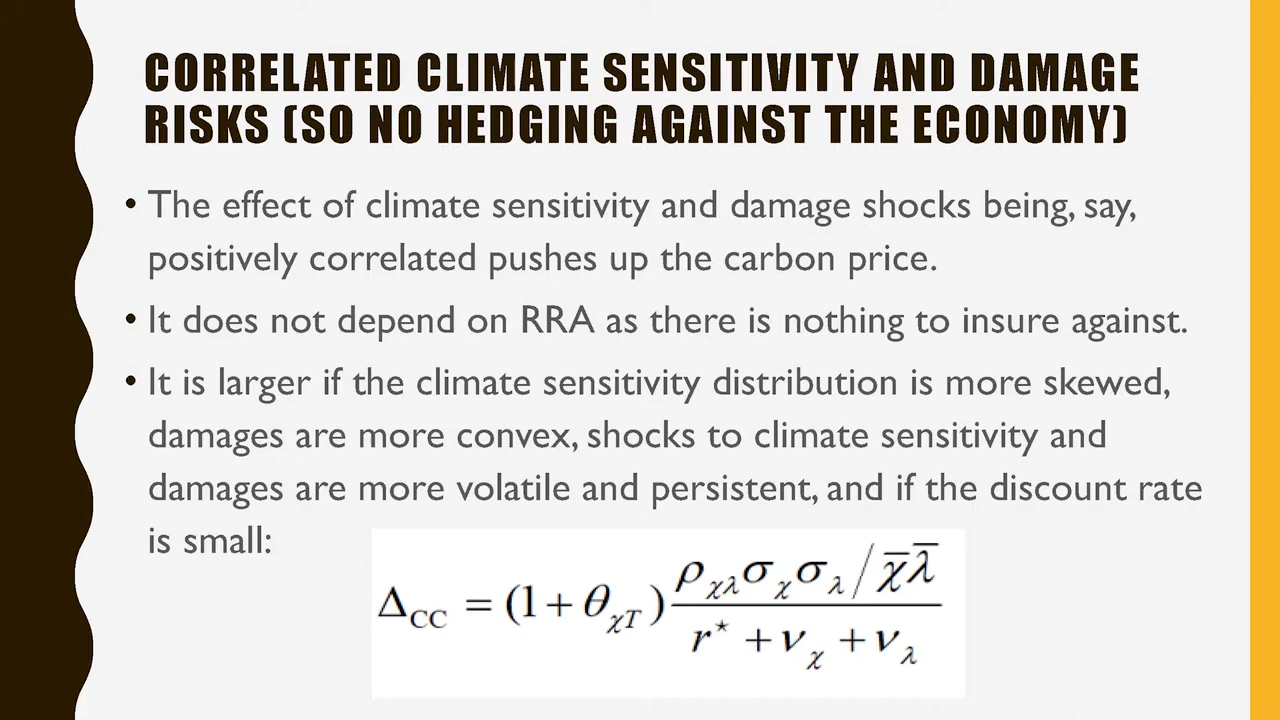 CORRELATED CLIMATE SENSITIVITY AND DAMAGE
RISKS (SO NO HEDGING AGAINST THE ECONOMY)
• The effect of climate sensitivity and damage shocks being, say,
positively correlated pushes up the carbon price.
• It does not depend on RRA as there is nothing to insure against.
• It is larger if the climate sensitivity distribution is more skewed,
damages are more convex, shocks to climate sensitivity and
damages are more volatile and persistent, and if the discount rate
is small:
Δ_CC = (1 + θ_χT) (ρ_χλ σ_χ σ_λ / χ̄ λ̄) / (r* + ν_χ + ν_λ)